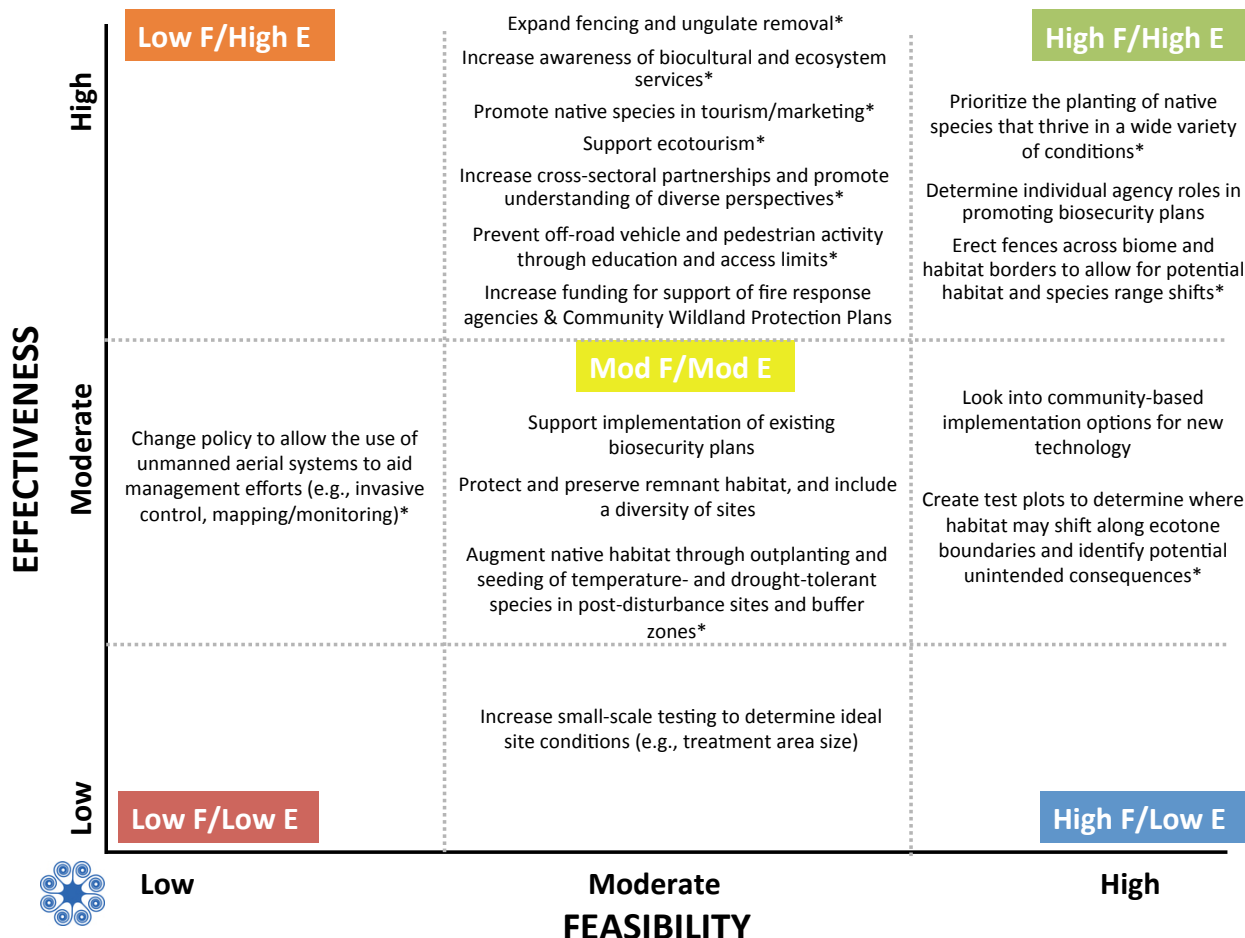 Low F/High E
Expand fencing and ungulate removal*
Increase awareness of biocultural and ecosystem
services*
Promote native species in tourism/marketing*
Support ecotourism*
Increase cross-sectoral partnerships and promote
understanding of diverse perspectives*
Prevent off-road vehicle and pedestrian activity
through education and access limits*
Increase funding for support of fire response
agencies & Community Wildland Protection Plans
High F/High E
Prioritize the planting of native
species that thrive in a wide variety
of conditions*
Determine individual agency roles in
promoting biosecurity plans
Erect fences across biome and
habitat borders to allow for potential
habitat and species range shifts*
High
EFFECTIVENESS
Moderate
Change policy to allow the use of
unmanned aerial systems to aid
management efforts (e.g., invasive
control, mapping/monitoring)*
Mod F/Mod E
Support implementation of existing
biosecurity plans
Protect and preserve remnant habitat, and include
a diversity of sites
Augment native habitat through outplanting and
seeding of temperature- and drought-tolerant
species in post-disturbance sites and buffer
zones*
Look into community-based
implementation options for new
technology
Create test plots to determine where
habitat may shift along ecotone
boundaries and identify potential
unintended consequences*
Increase small-scale testing to determine ideal
site conditions (e.g., treatment area size)
Low
Low F/Low E
High F/Low E
Low
Moderate
High
FEASIBILITY